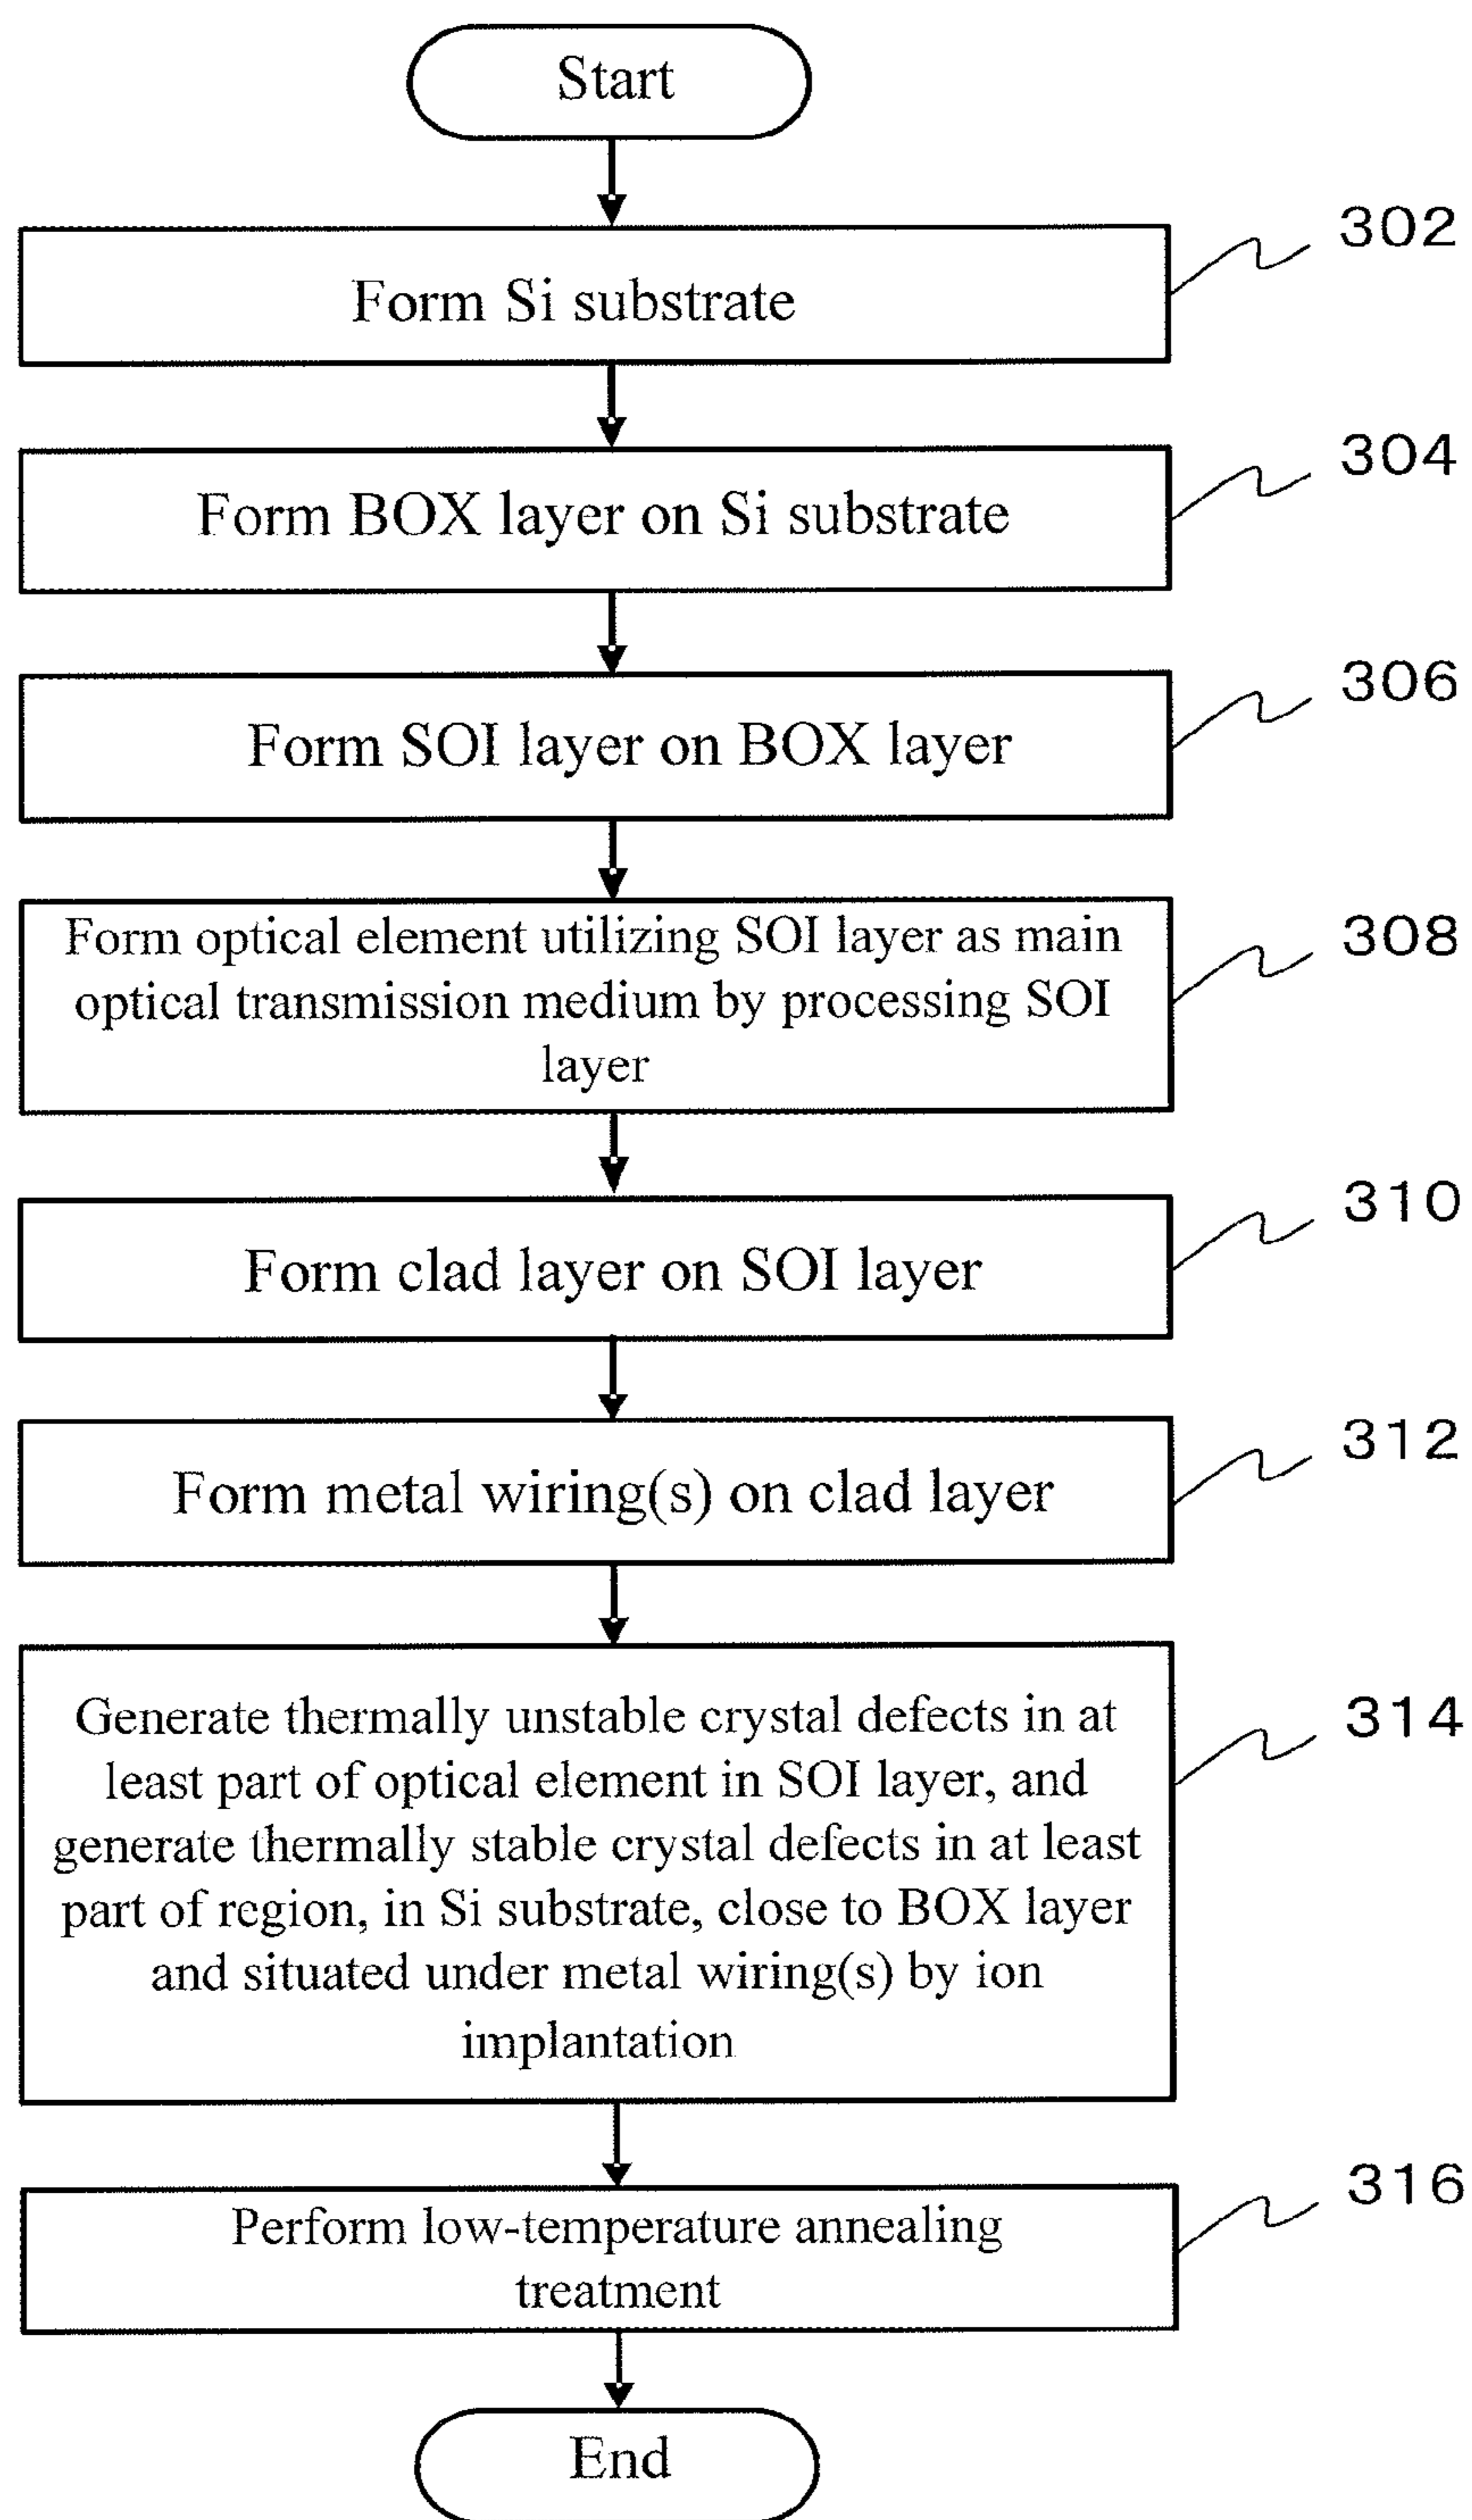 Start
302
Form Si substrate
304
Form BOX layer on Si substrate
306
Form SOI layer on BOX layer
308
Form optical element utilizing SOI layer as main
optical transmission medium by processing SOI
layer
310
Form clad layer on SOI layer
312
Form metal wiring(s) on clad layer
314
Generate thermally unstable crystal defects in at
least part of optical element in SOI layer, and
generate thermally stable crystal defects in at least
part of region, in Si substrate, close to BOX layer
and situated under metal wiring(s) by ion
implantation
316
Perform low-temperature annealing
treatment
End